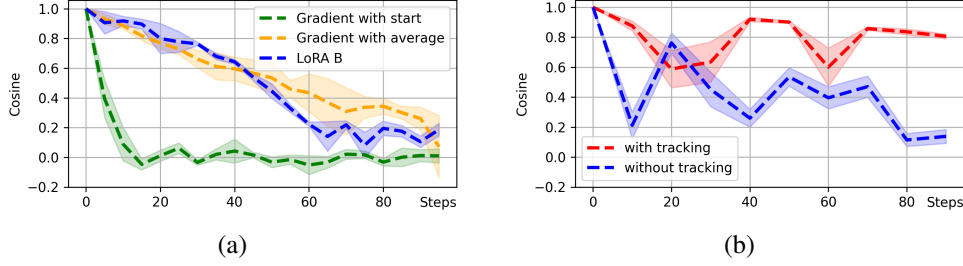 1.0
0.8
0.6
0.4
0.2
0.0
−0.2
Cosine
0
20
40
60
80
Steps
Gradient with start
Gradient with average
LoRA B
(a)
1.0
0.8
0.6
0.4
0.2
0.0
−0.2
Cosine
0
20
40
60
80
Steps
with tracking
without tracking
(b)